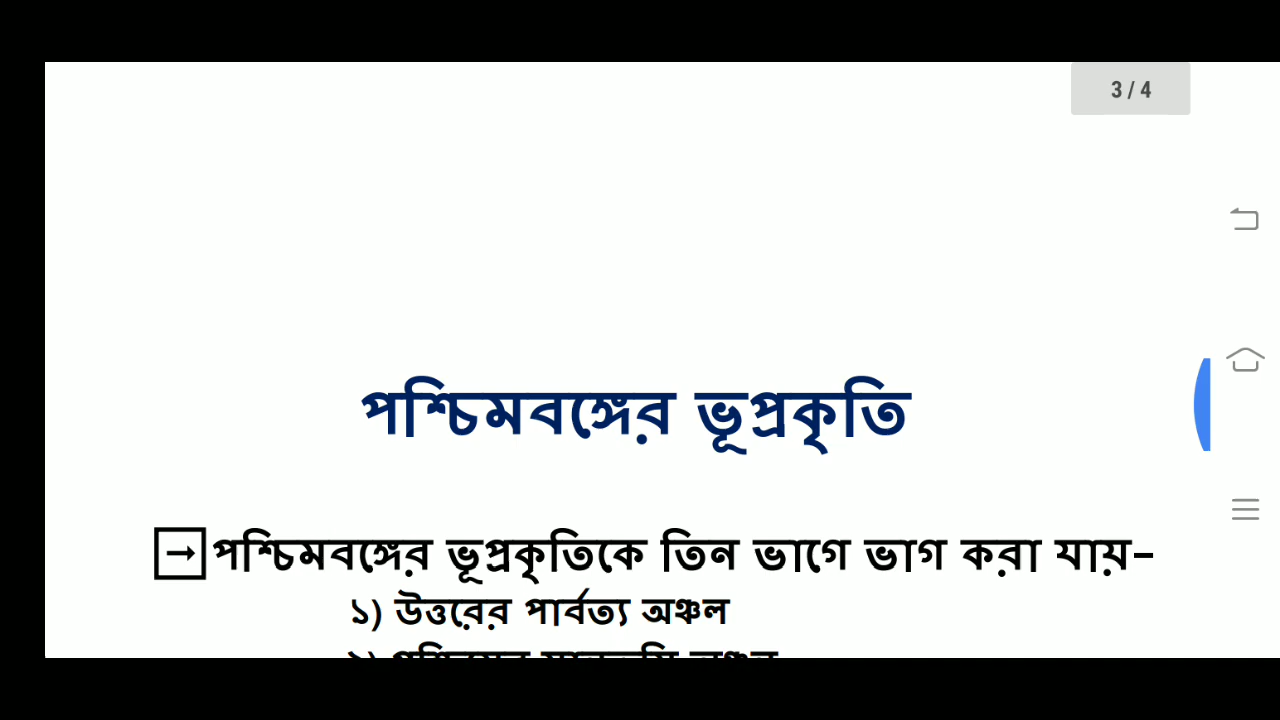 3 / 4
পশ্চিমবঙ্গের ভূপ্রকৃতি
→ পশ্চিমবঙ্গের ভূপ্রকৃতিকে তিন ভাগে ভাগ করা যায়–
১) উত্তরের পার্বত্য অঞ্চল